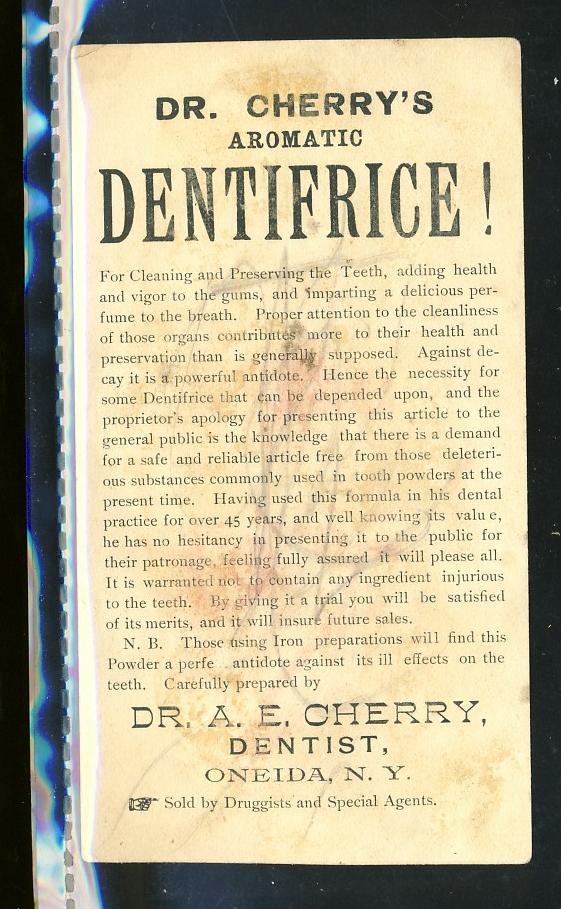 DR. CHERRY'S
AROMATIC
DENTIFRICE!
For Cleaning and Preserving the Teeth, adding health
and vigor to the gums, and imparting a delicious per-
fume to the breath. Proper attention to the cleanliness
of those organs contributes more to their health and
preservation than is generally supposed. Against de-
cay it is a powerful antidote. Hence the necessity for
some Dentifrice that can be depended upon, and the
proprietor's apology for presenting this article to the
general public is the knowledge that there is a demand
for a safe and reliable article free from those deleteri-
ous substances commonly used in tooth powders at the
present time. Having used this formula in his dental
practice for over 45 years, and well knowing its value,
he has no hesitancy in presenting it to the public for
their patronage, feeling fully assured it will please all.
It is warranted not to contain any ingredient injurious
to the teeth. By giving it a trial you will be satisfied
of its merits, and it will insure future sales.
N. B. Those using Iron preparations will find this
Powder a antidote against its ill effects on the
teeth. Carefully prepared by
DR. A. E. CHERRY,
DENTIST,
ONEIDA, N. Y.
☞ Sold by Druggists and Special Agents.